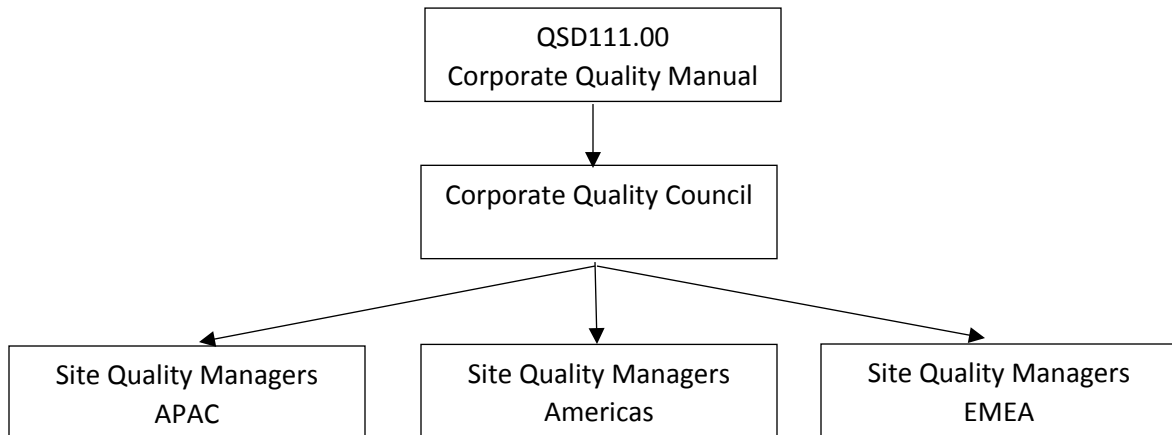 QSD111.00
Corporate Quality Manual
Corporate Quality Council
Site Quality Managers
APAC
Site Quality Managers
Americas
Site Quality Managers
EMEA